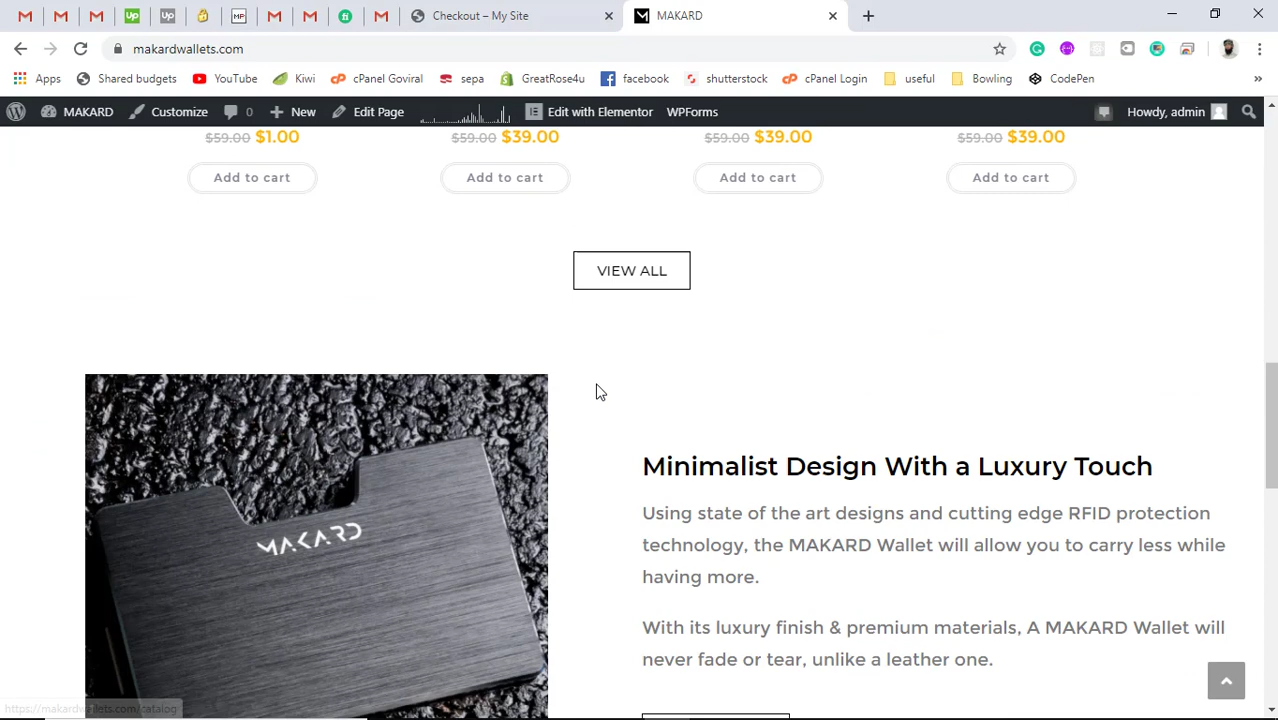 Checkout – My Site
MAKARD
makardwallets.com
Apps
Shared budgets
YouTube
Kiwi
cPanel Goviral
sepa
GreatRose4u
facebook
shutterstock
cPanel Login
useful
Bowling
CodePen
»
MAKARD
Customize
0
New
Edit Page
Edit with Elementor
WPForms
Howdy, admin
$59.00 $1.00
$59.00 $39.00
$59.00 $39.00
$59.00 $39.00
Add to cart
Add to cart
Add to cart
Add to cart
VIEW ALL
MAKARD
Minimalist Design With a Luxury Touch
Using state of the art designs and cutting edge RFID protection
technology, the MAKARD Wallet will allow you to carry less while
having more.
With its luxury finish & premium materials, A MAKARD Wallet will
never fade or tear, unlike a leather one.
https://makardwallets.com/catalog